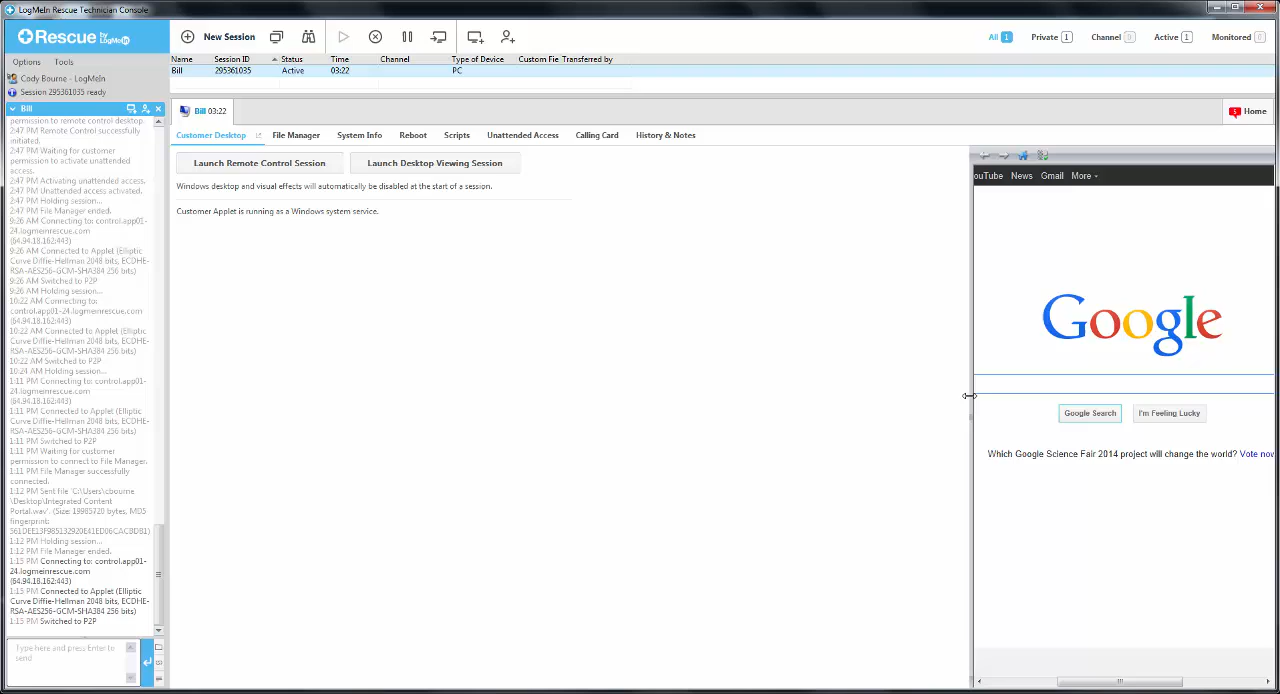 LogMeIn Rescue Technician Console
Rescue by LogMeIn
New Session
All 1
Private 1
Channel 0
Active 1
Monitored 0
Options Tools
Name Session ID Status Time Channel Type of Device Custom Fie Transferred by
Cody Bourne - LogMeIn
Bill 295361035 Active 03:22 PC
Session 295361035 ready
Bill
Bill 03:22
Home
permission to remote control desktop.
2:47 PM Remote Control successfully
initiated.
2:47 PM Waiting for customer
permission to activate unattended
access.
2:47 PM Activating unattended access.
2:47 PM Unattended access activated.
2:47 PM Holding session...
2:47 PM File Manager ended.
9:26 AM Connecting to: control.app01-
24.logmeinrescue.com
(64.94.18.162:443)
9:26 AM Connected to Applet (Elliptic
Curve Diffie-Hellman 2048 bits, ECDHE-
RSA-AES256-GCM-SHA384 256 bits)
9:26 AM Switched to P2P
9:26 AM Holding session...
10:22 AM Connecting to:
control.app01-24.logmeinrescue.com
(64.94.18.162:443)
10:22 AM Connected to Applet (Elliptic
Curve Diffie-Hellman 2048 bits, ECDHE-
RSA-AES256-GCM-SHA384 256 bits)
10:22 AM Switched to P2P
10:24 AM Holding session...
1:11 PM Connecting to: control.app01-
24.logmeinrescue.com
(64.94.18.162:443)
1:11 PM Connected to Applet (Elliptic
Curve Diffie-Hellman 2048 bits, ECDHE-
RSA-AES256-GCM-SHA384 256 bits)
1:11 PM Switched to P2P
1:11 PM Waiting for customer
permission to connect to File Manager.
1:11 PM File Manager successfully
connected.
1:12 PM Sent file 'C:\Users\cbourne
\Desktop\Integrated Content
Portal.wav'. (Size: 19985720 bytes, MD5
fingerprint:
561DEE13F985132920E41ED06CACBDB1)
1:12 PM Holding session...
1:12 PM File Manager ended.
1:13 PM Connecting to: control.app01-
24.logmeinrescue.com
(64.94.18.162:443)
1:13 PM Connected to Applet (Elliptic
Curve Diffie-Hellman 2048 bits, ECDHE-
RSA-AES256-GCM-SHA384 256 bits)
1:13 PM Switched to P2P
Type here and press Enter to
send
Customer Desktop File Manager System Info Reboot Scripts Unattended Access Calling Card History & Notes
Launch Remote Control Session Launch Desktop Viewing Session
Windows desktop and visual effects will automatically be disabled at the start of a session.
Customer Applet is running as a Windows system service.
ouTube News Gmail More
Google
Google Search I'm Feeling Lucky
Which Google Science Fair 2014 project will change the world? Vote now